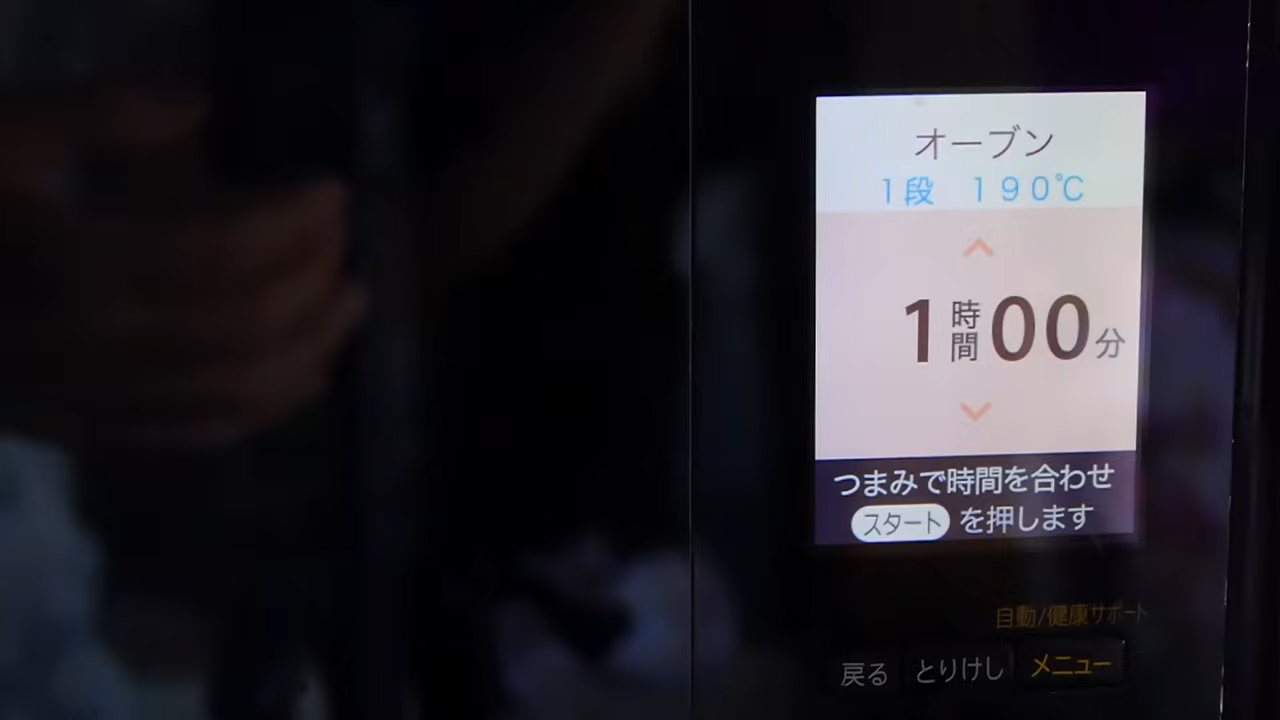 オーブン
1段 190℃
1時間00分
つまみで時間を合わせ
スタート を押します
自動/健康サポート
戻る とりけし メニュー